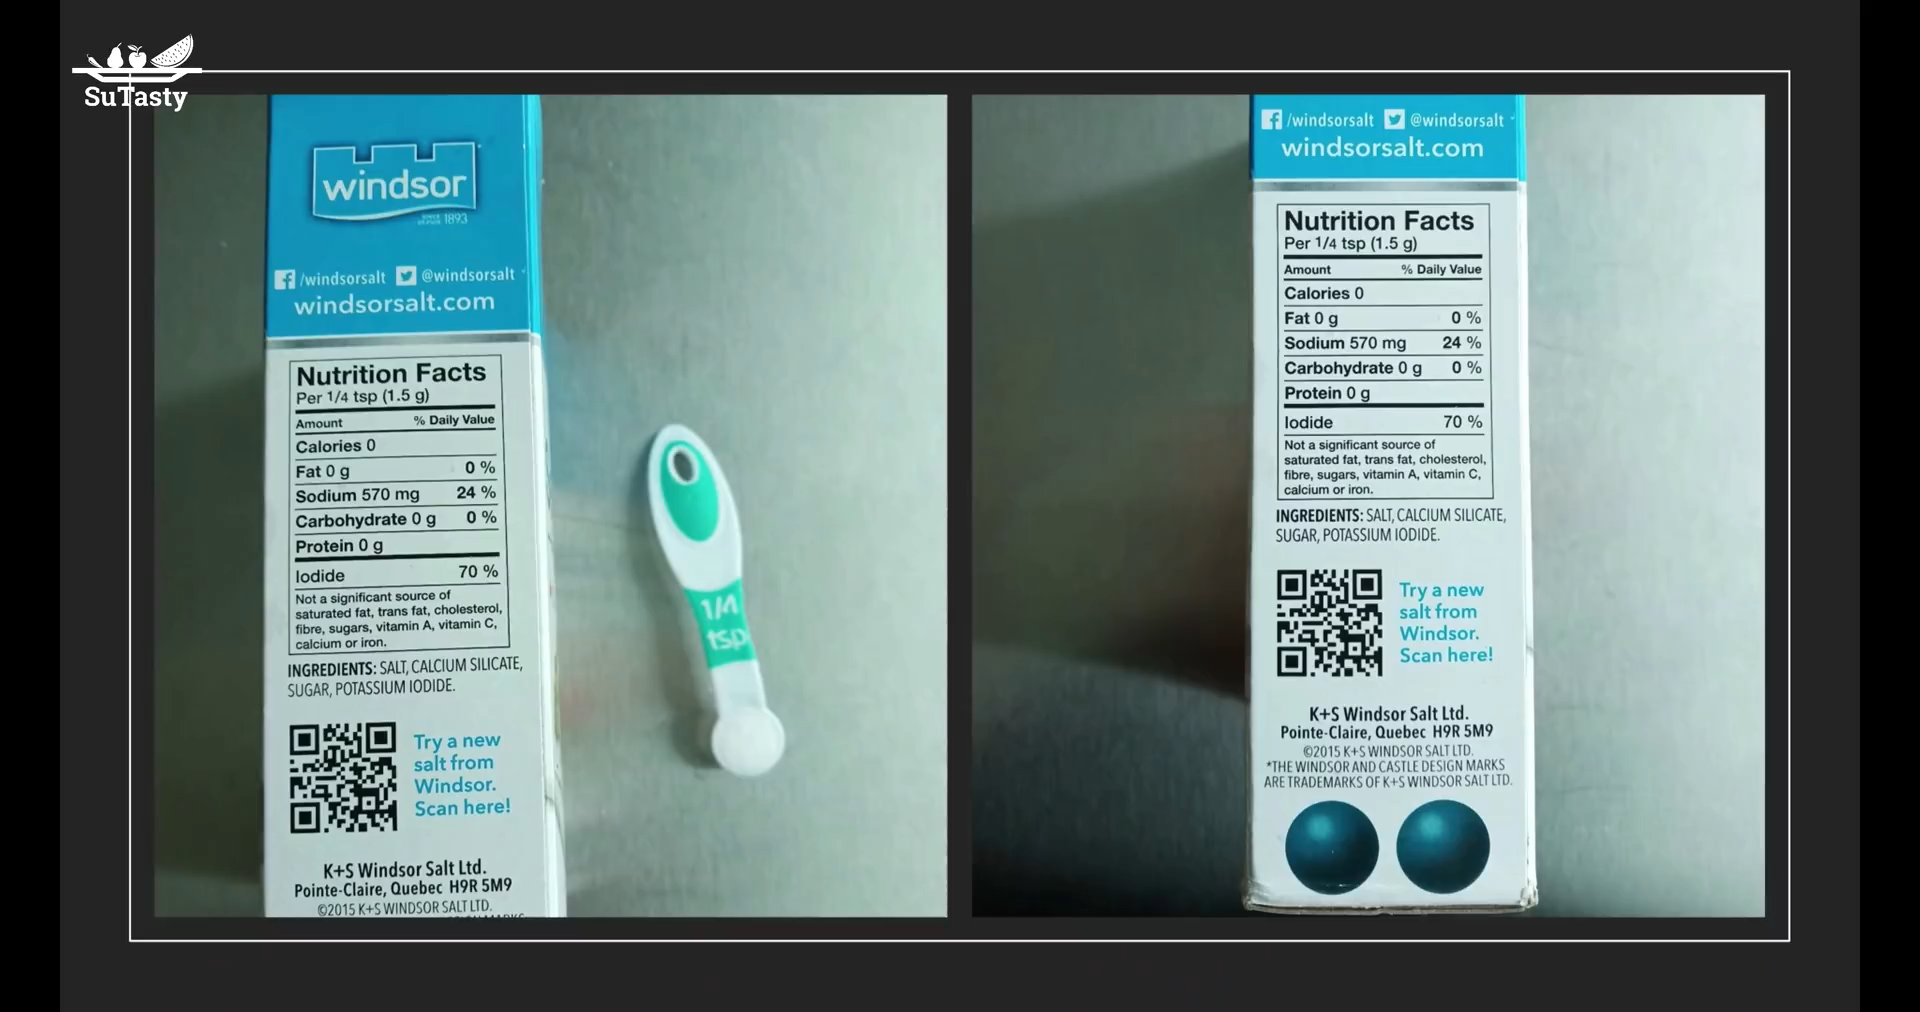 SuTasty
windsor
SINCE
DEPUIS 1893
/windsorsalt @windsorsalt
windsorsalt.com
Nutrition Facts
Per 1/4 tsp (1.5 g)
Amount % Daily Value
Calories 0
Fat 0 g 0 %
Sodium 570 mg 24 %
Carbohydrate 0 g 0 %
Protein 0 g
Iodide 70 %
Not a significant source of
saturated fat, trans fat, cholesterol,
fibre, sugars, vitamin A, vitamin C,
calcium or iron.
INGREDIENTS: SALT, CALCIUM SILICATE,
SUGAR, POTASSIUM IODIDE.
Try a new
salt from
Windsor.
Scan here!
K+S Windsor Salt Ltd.
Pointe-Claire, Quebec H9R 5M9
©2015 K+S WINDSOR SALT LTD.
1/4
tsp
/windsorsalt @windsorsalt
windsorsalt.com
Nutrition Facts
Per 1/4 tsp (1.5 g)
Amount % Daily Value
Calories 0
Fat 0 g 0 %
Sodium 570 mg 24 %
Carbohydrate 0 g 0 %
Protein 0 g
Iodide 70 %
Not a significant source of
saturated fat, trans fat, cholesterol,
fibre, sugars, vitamin A, vitamin C,
calcium or iron.
INGREDIENTS: SALT, CALCIUM SILICATE,
SUGAR, POTASSIUM IODIDE.
Try a new
salt from
Windsor.
Scan here!
K+S Windsor Salt Ltd.
Pointe-Claire, Quebec H9R 5M9
©2015 K+S WINDSOR SALT LTD.
*THE WINDSOR AND CASTLE DESIGN MARKS
ARE TRADEMARKS OF K+S WINDSOR SALT LTD.